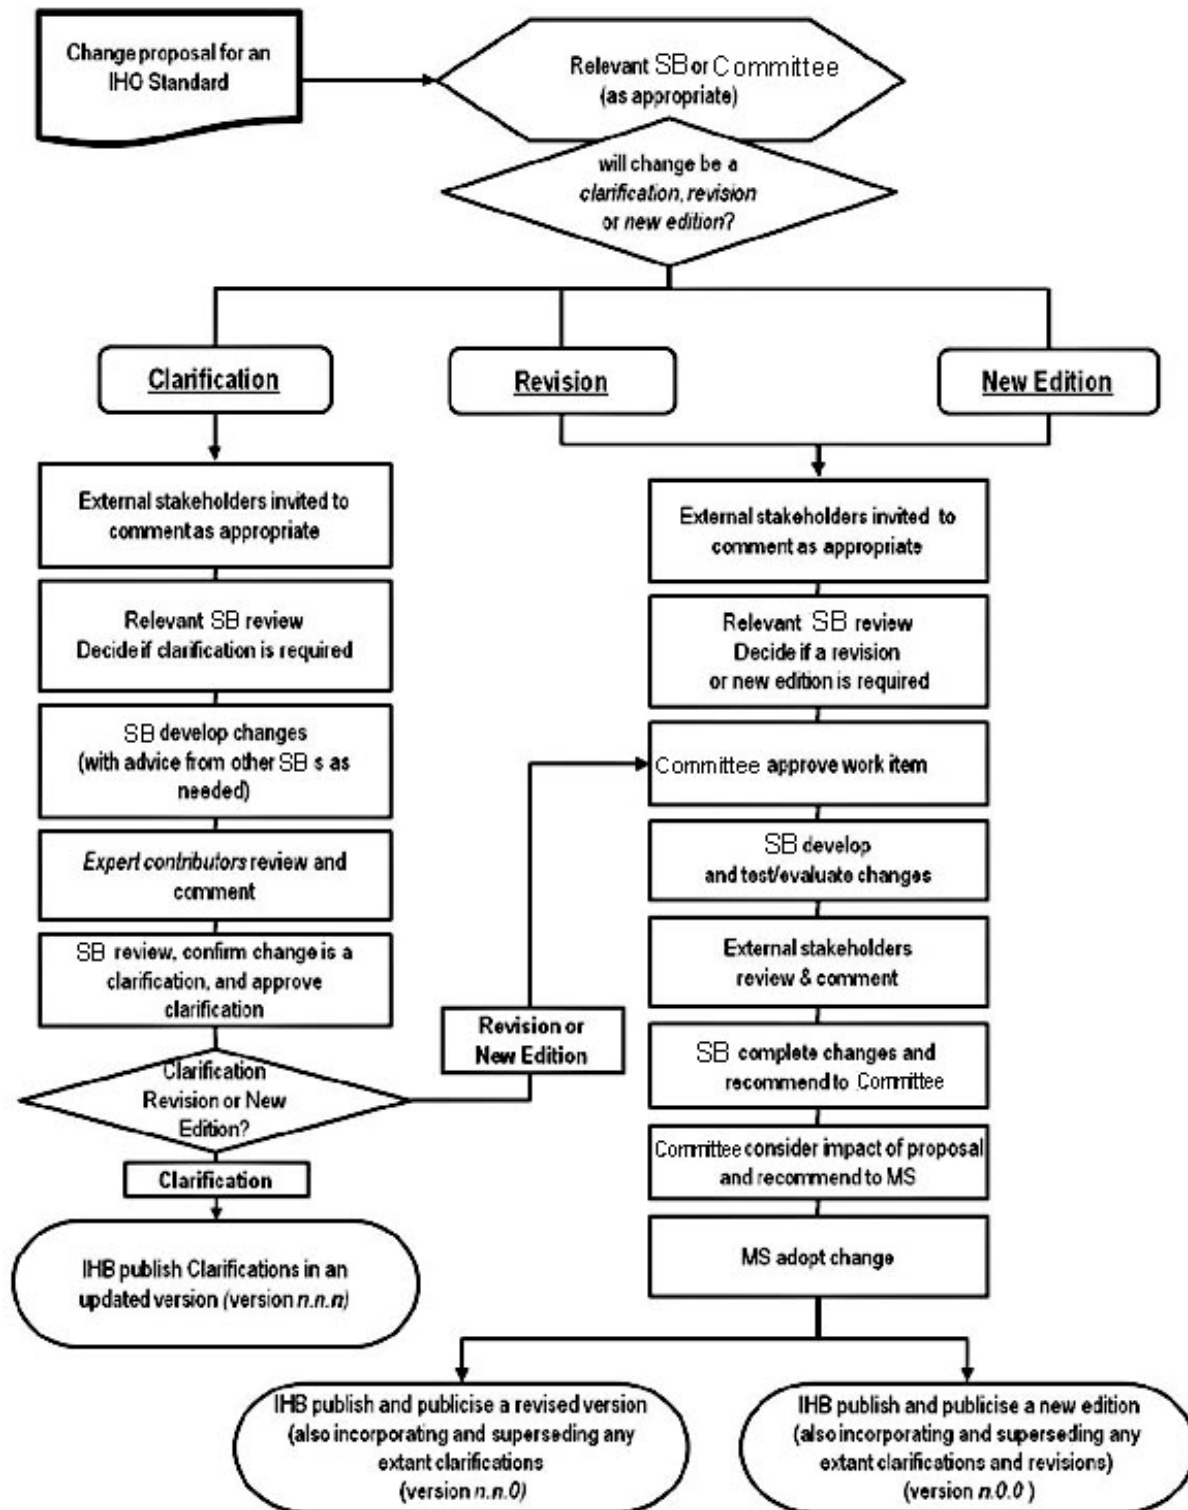 Change proposal for an
IHO Standard
Relevant SB or Committee
(as appropriate)
will change be a
clarification, revision
or new edition?
Clarification
Revision
New Edition
External stakeholders invited to
comment as appropriate
Relevant SB review
Decide if clarification is required
SB develop changes
(with advice from other SB s as
needed)
Expert contributors review and
comment
SB review, confirm change is a
clarification, and approve
clarification
Clarification
Revision or New
Edition?
Revision or
New Edition
Clarification
IHB publish Clarifications in an
updated version (version n.n.n)
External stakeholders invited to
comment as appropriate
Relevant SB review
Decide if a revision
or new edition is required
Committee approve work item
SB develop
and test/evaluate changes
External stakeholders
review & comment
SB complete changes and
recommend to Committee
Committee consider impact of proposal
and recommend to MS
MS adopt change
IHB publish and publicise a revised version
(also incorporating and superseding any
extant clarifications
(version n.n.0)
IHB publish and publicise a new edition
(also incorporating and superseding any
extant clarifications and revisions)
(version n.0.0 )